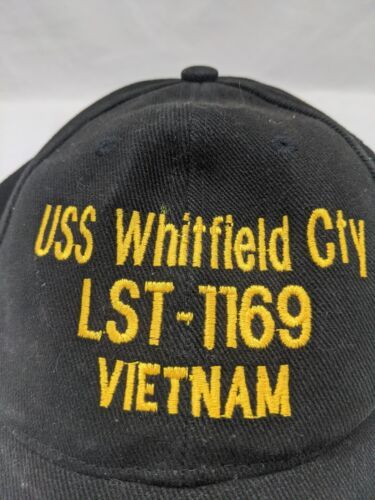 USS Whitfield Cty
LST-1169
VIETNAM